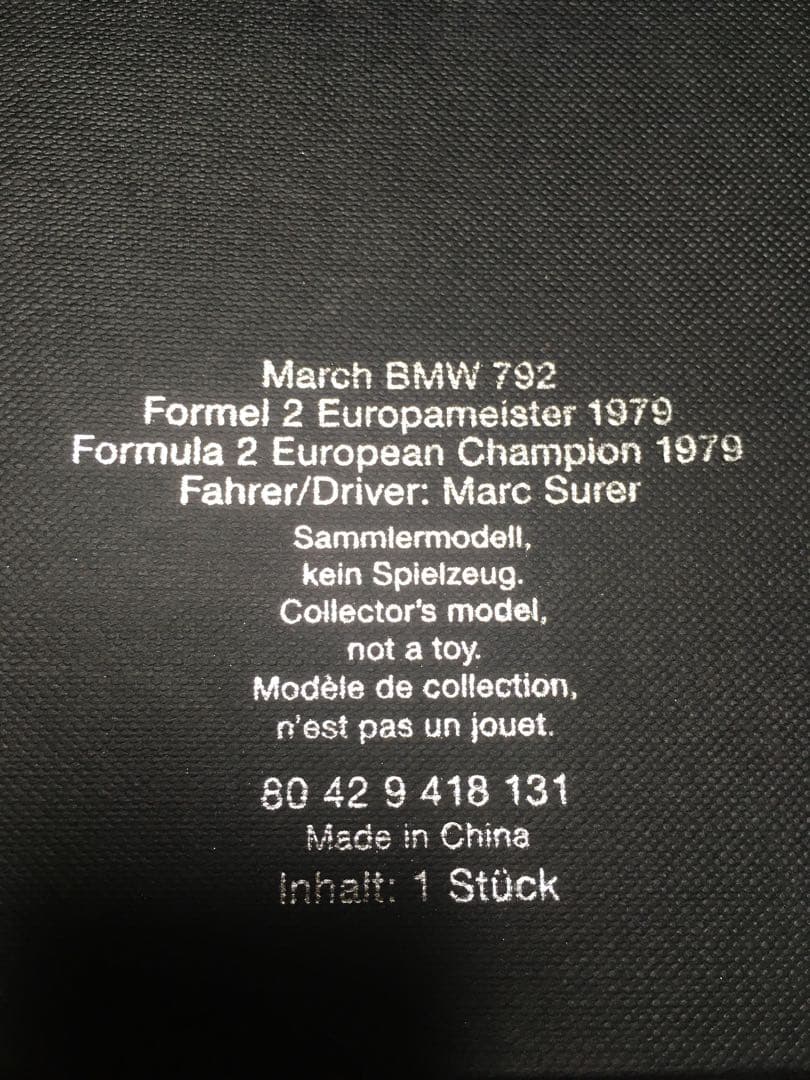 March BMW 792
Formel 2 Europameister 1979
Formula 2 European Champion 1979
Fahrer/Driver: Marc Surer
Sammlermodell,
kein Spielzeug.
Collector's model,
not a toy.
Modèle de collection,
n'est pas un jouet.
80 42 9 418 131
Made in China
Inhalt: 1 Stück